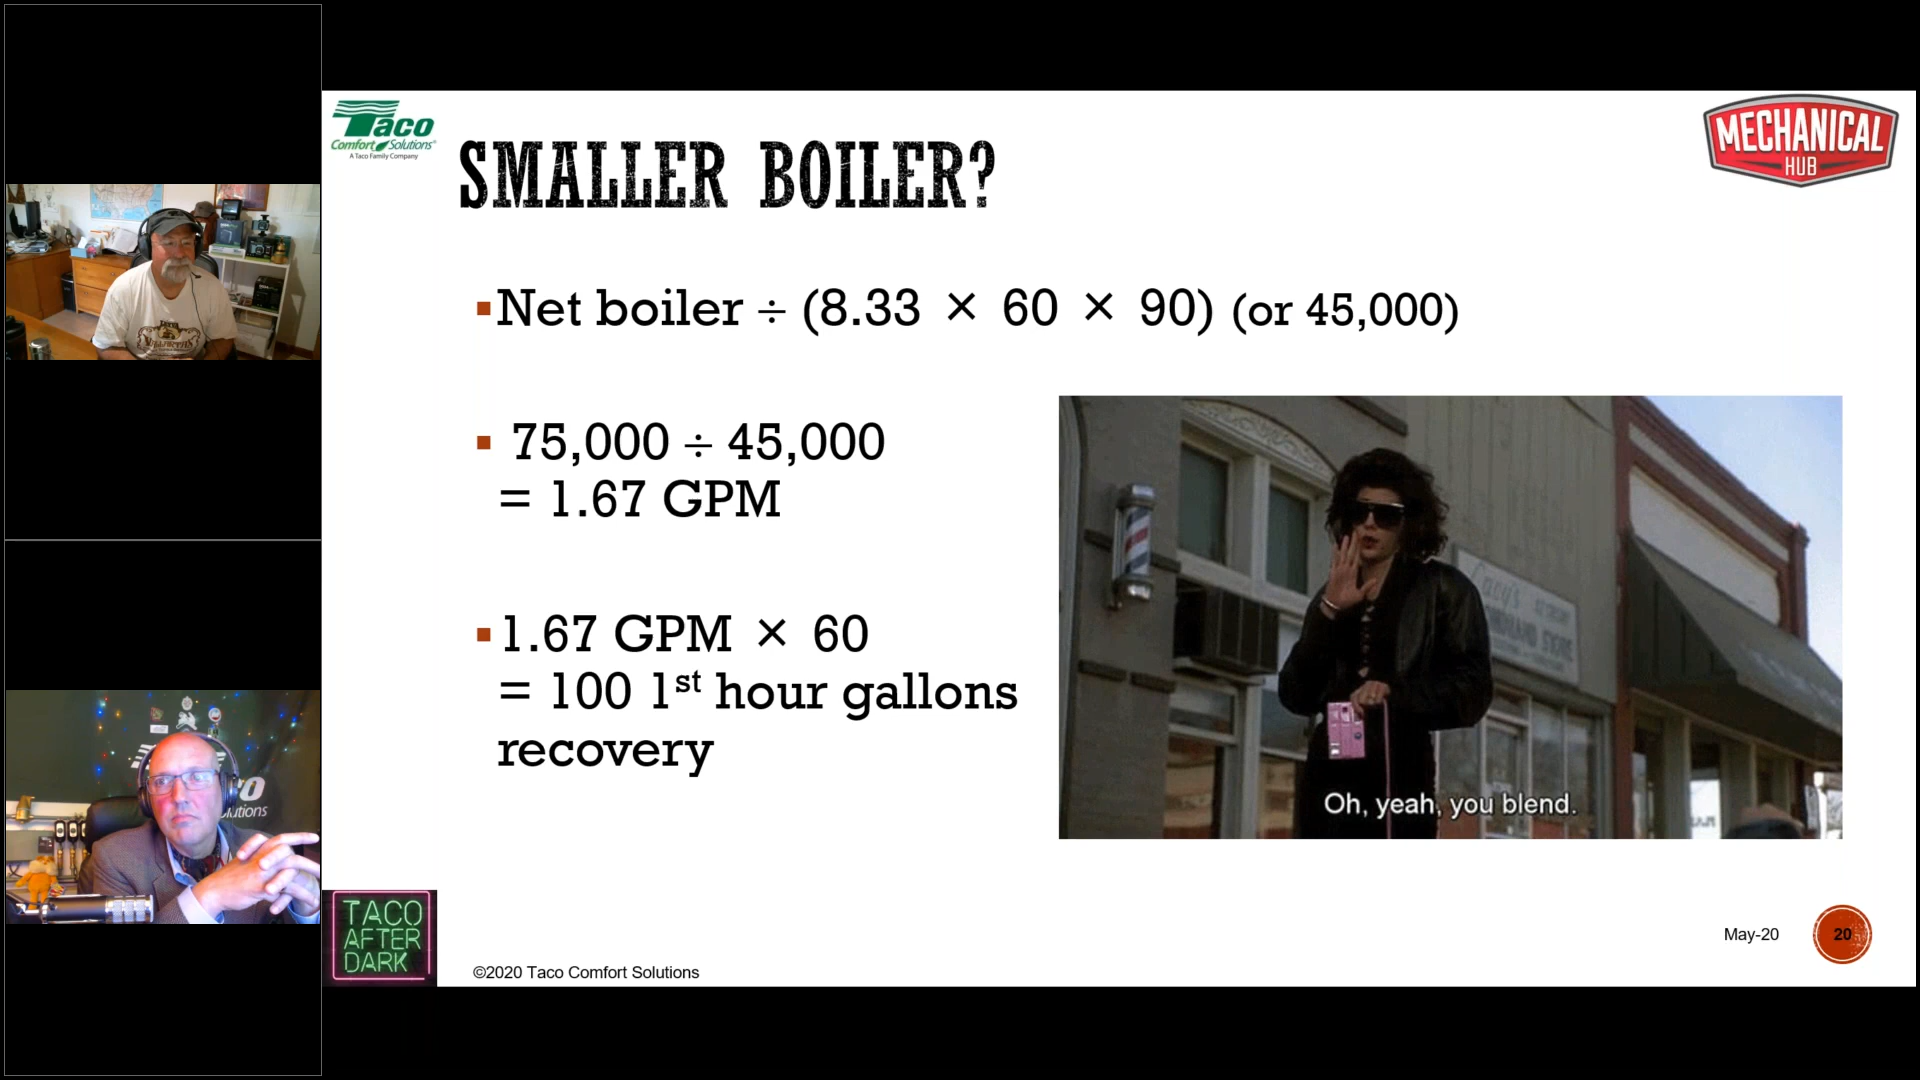 Taco
Comfort Solutions®
A Taco Family Company
MECHANICAL
HUB
SMALLER BOILER?
▪Net boiler ÷ (8.33 × 60 × 90) (or 45,000)
▪ 75,000 ÷ 45,000
= 1.67 GPM
▪1.67 GPM × 60
= 100 1st hour gallons
recovery
Oh, yeah, you blend.
TACO
AFTER
DARK
©2020 Taco Comfort Solutions
May-20
20